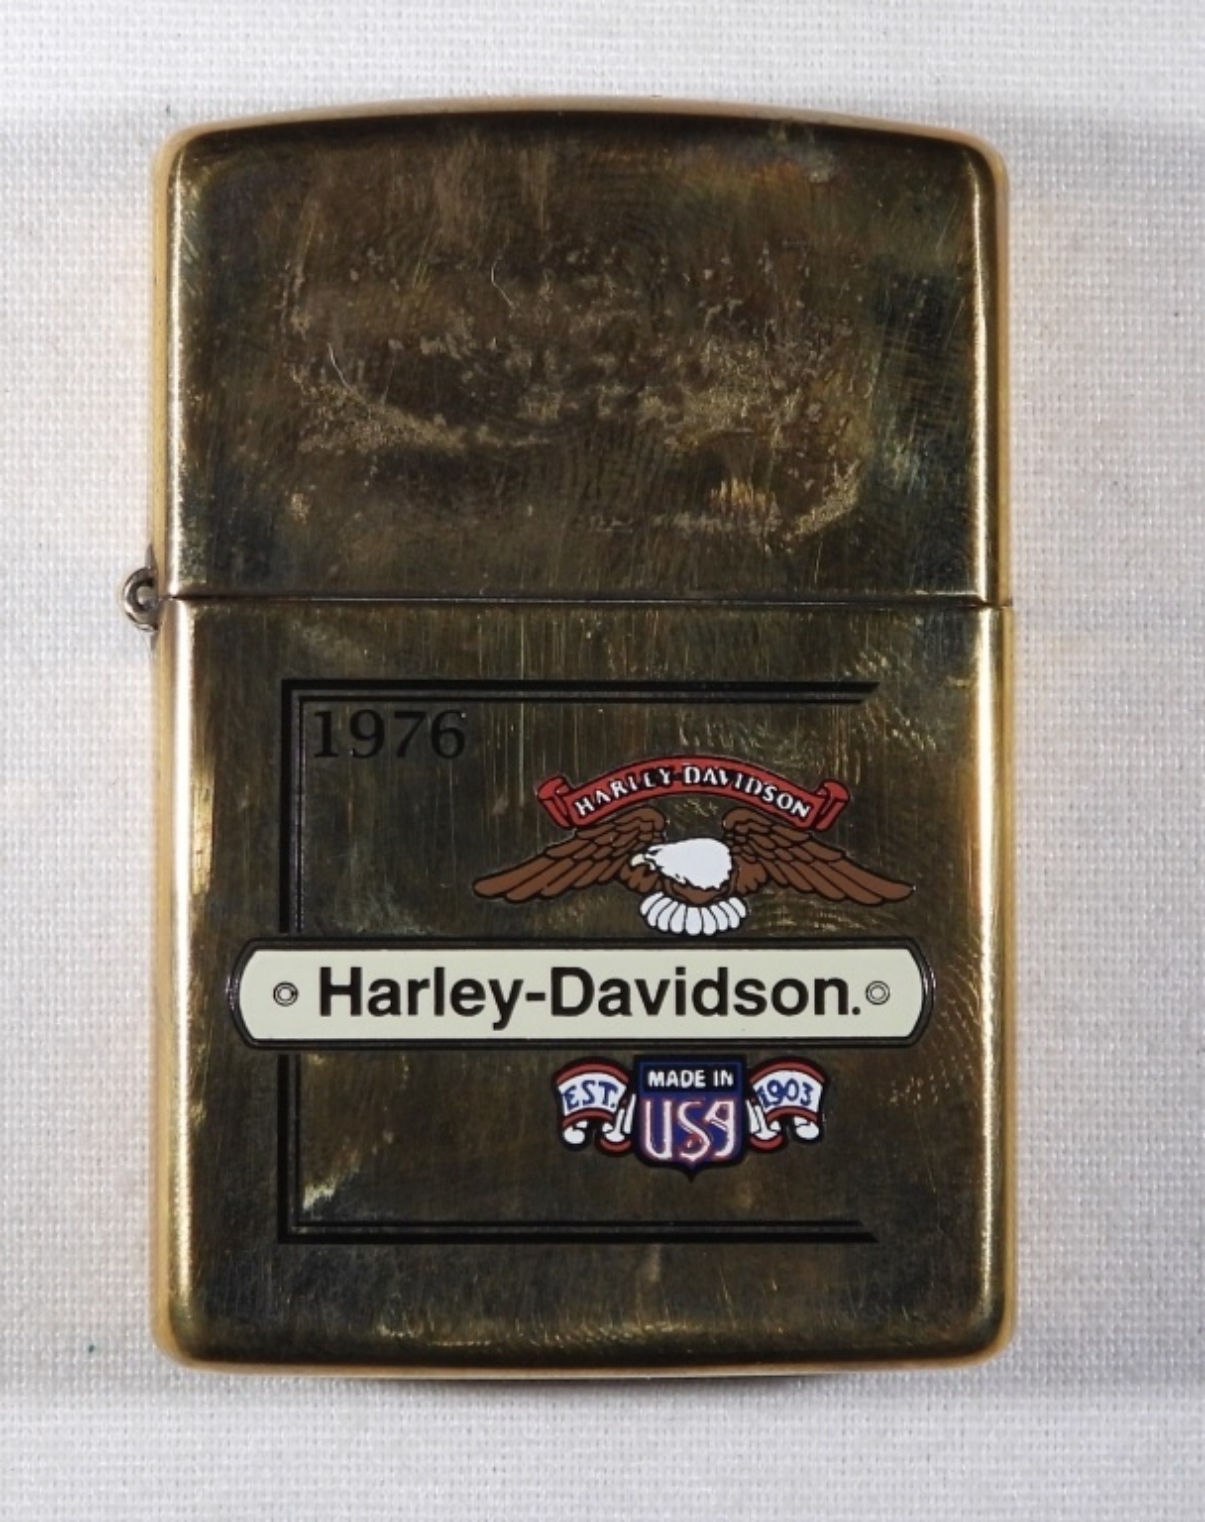 1976
HARLEY-DAVIDSON
Harley-Davidson.
EST. MADE IN USA 1903